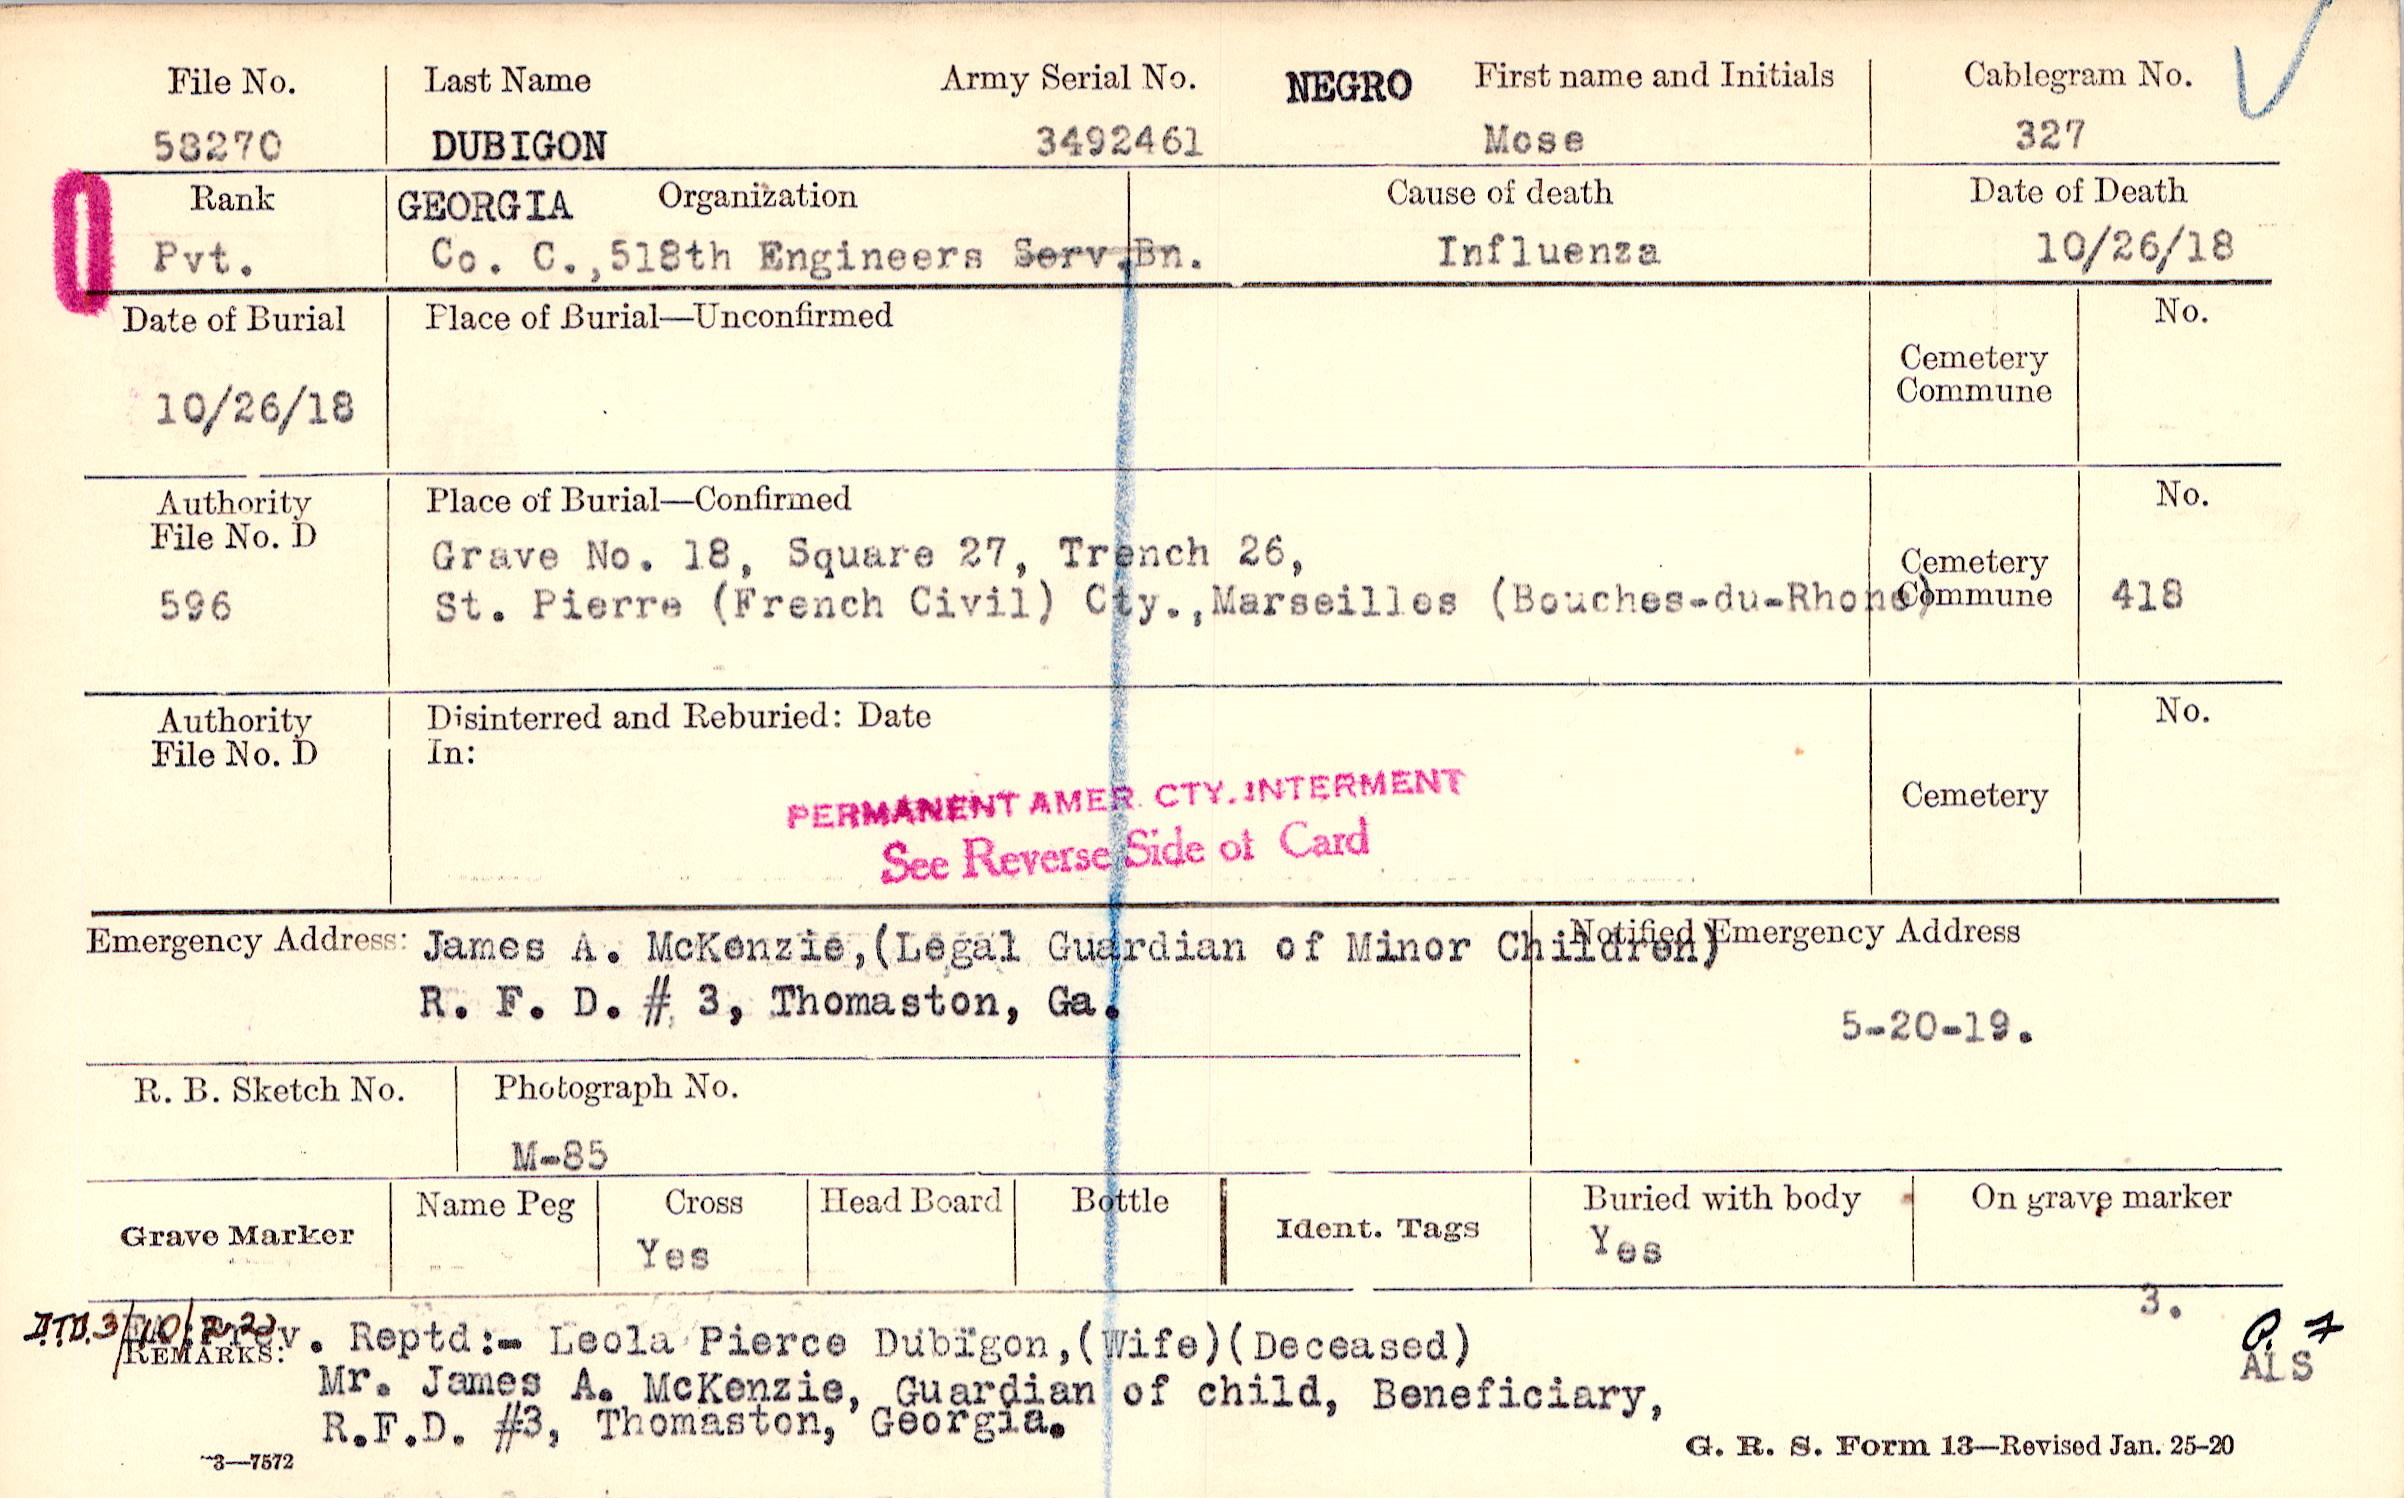 File No. Last Name Army Serial No. NEGRO First name and Initials Cablegram No.
58270 DUBIGON 3492461 Mose 327
Rank GEORGIA Organization Cause of death Date of Death
Pvt. Co. C.,518th Engineers Serv.Bn. Influenza 10/26/18
Date of Burial Place of Burial—Unconfirmed No.
Cemetery
Commune
10/26/18
Authority Place of Burial—Confirmed No.
File No. D
Grave No. 18, Square 27, Trench 26, Cemetery
596 St. Pierre (French Civil) Cty.,Marseilles (Bouches-du-Rhone) Commune 418
Authority Disinterred and Reburied: Date No.
File No. D In:
PERMANENT AMER. CTY. INTERMENT Cemetery
See Reverse Side of Card
Emergency Address: James A. McKenzie,(Legal Guardian of Minor Children) Notified Emergency Address
R. F. D. # 3, Thomaston, Ga.
5-20-19.
R. B. Sketch No. Photograph No.
M-85
Grave Marker Name Peg Cross Head Board Bottle Ident. Tags Buried with body On grave marker
Yes Yes
3.
D.T.D. 3/10/22 Prev. Reptd:- Leola Pierce Dubigon,(Wife)(Deceased)
REMARKS:
ALS
Mr. James A. McKenzie, Guardian of child, Beneficiary,
R.F.D. #3, Thomaston, Georgia.
3—7572 G. R. S. Form 13—Revised Jan. 25-20